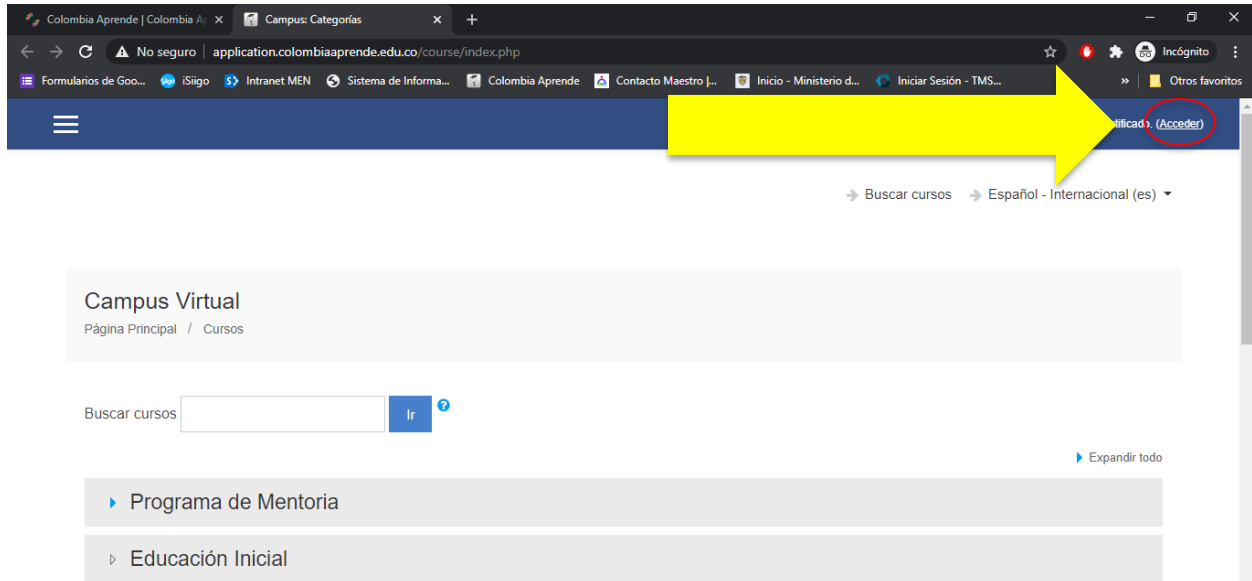 Colombia Aprende | Colombia A
Campus: Categorías
No seguro | application.colombiaaprende.edu.co/course/index.php
Incógnito
Formularios de Goo...
iSiigo
Intranet MEN
Sistema de Informa...
Colombia Aprende
Contacto Maestro |...
Inicio - Ministerio d...
Iniciar Sesión - TMS...
»
Otros favoritos
tificado. (Acceder)
Buscar cursos
Español - Internacional (es)
Campus Virtual
Página Principal / Cursos
Buscar cursos
Ir
Expandir todo
Programa de Mentoria
Educación Inicial